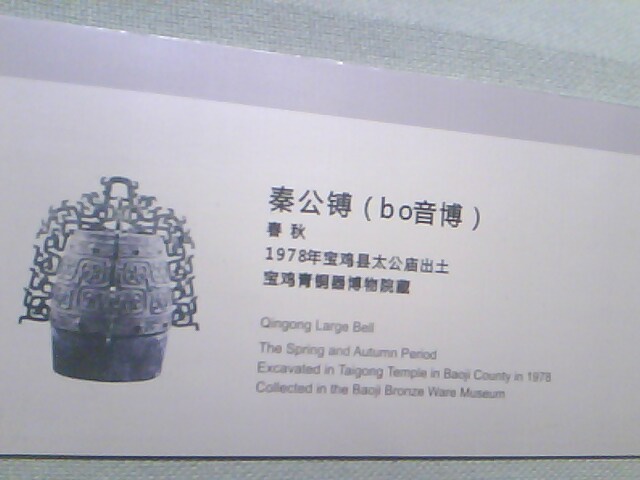 秦公镈（bo音博）
春 秋
1978年宝鸡县太公庙出土
宝鸡青铜器博物院藏
Qingong Large Bell
The Spring and Autumn Period
Excavated in Taigong Temple in Baoji County in 1978
Collected in the Baoji Bronze Ware Museum